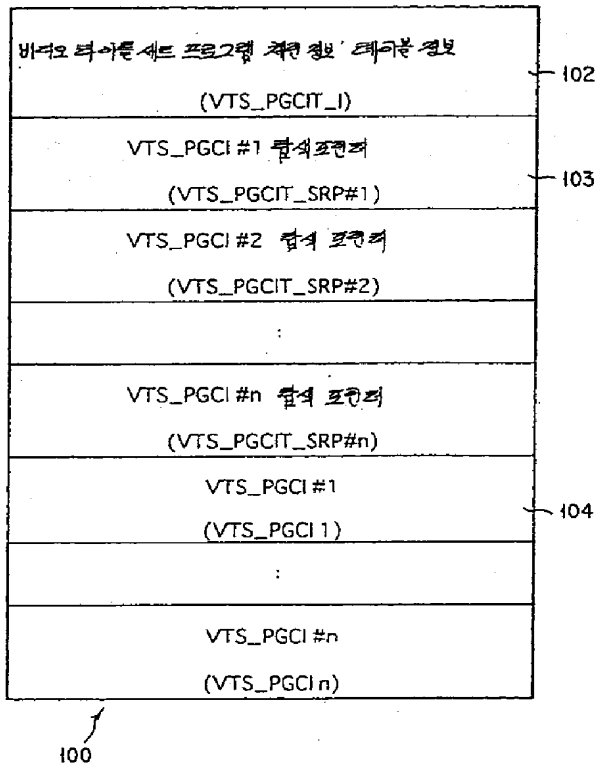 비디오 타이틀 세트 프로그램 체인 정보 테이블 정보
(VTS_PGCIT_I)
102
VTS_PGCI #1 탐색 포인터
(VTS_PGCIT_SRP#1)
103
VTS_PGCI #2 탐색 포인터
(VTS_PGCIT_SRP#2)
:
VTS_PGCI #n 탐색 포인터
(VTS_PGCIT_SRP#n)
VTS_PGCI #1
(VTS_PGCI 1)
104
:
VTS_PGCI #n
(VTS_PGCI n)
100